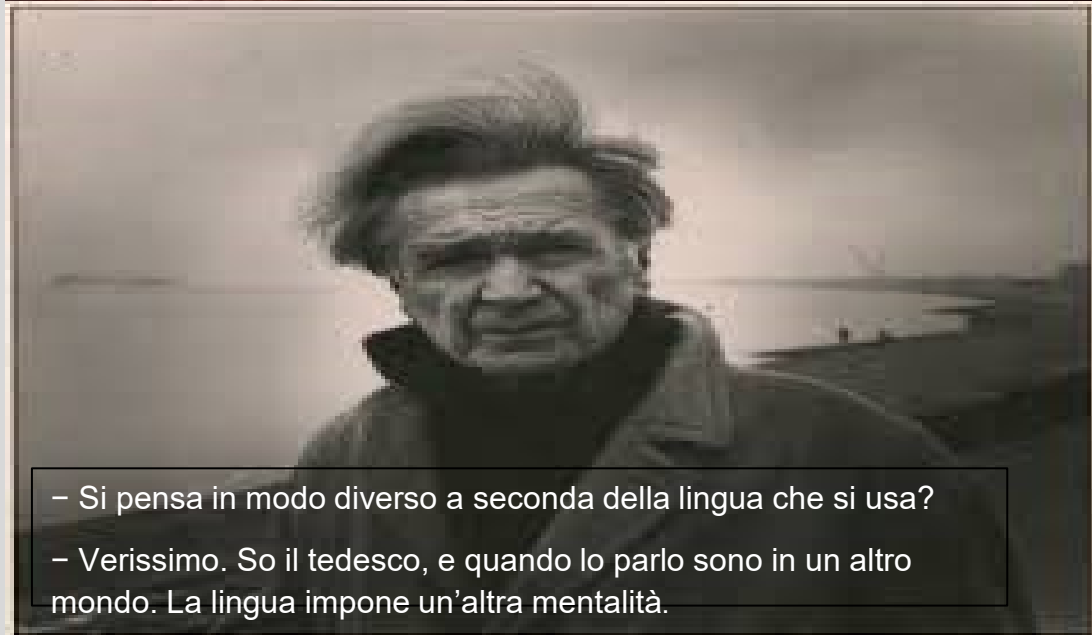 − Si pensa in modo diverso a seconda della lingua che si usa?
− Verissimo. So il tedesco, e quando lo parlo sono in un altro
mondo. La lingua impone un’altra mentalità.